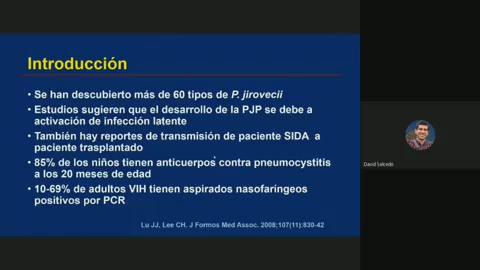 Introducción
• Se han descubierto más de 60 tipos de P. jirovecii
• Estudios sugieren que el desarrollo de la PJP se debe a
activación de infección latente
• También hay reportes de transmisión de paciente SIDA a
paciente trasplantado
• 85% de los niños tienen anticuerpos contra pneumocystitis
a los 20 meses de edad
• 10-69% de adultos VIH tienen aspirados nasofaríngeos
positivos por PCR
Lu JJ, Lee CH. J Formos Med Assoc. 2008;107(11):830-42
David Salcedo